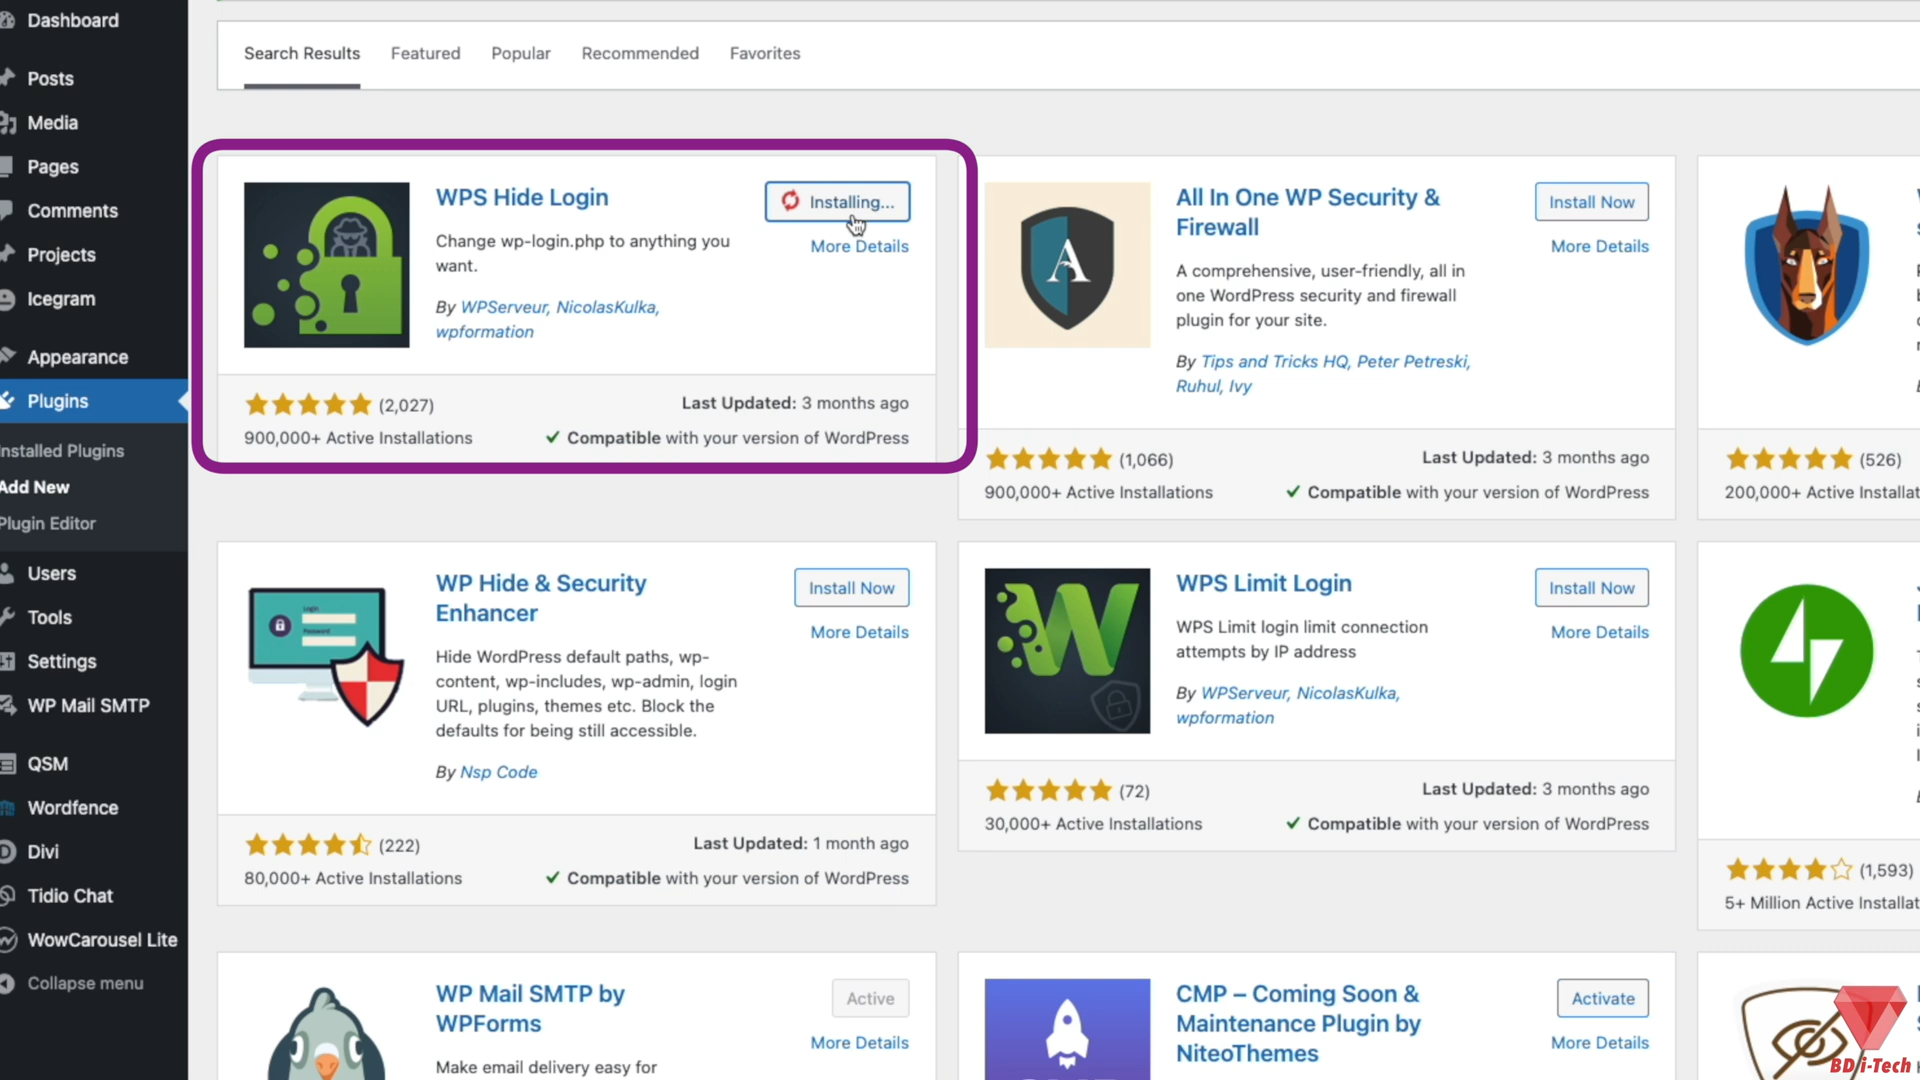 Dashboard
Posts
Media
Pages
Comments
Projects
Icegram
Appearance
Plugins
Installed Plugins
Add New
Plugin Editor
Users
Tools
Settings
WP Mail SMTP
QSM
Wordfence
Divi
Tidio Chat
WowCarousel Lite
Collapse menu
Search Results Featured Popular Recommended Favorites
WPS Hide Login
Installing...
More Details
Change wp-login.php to anything you
want.
By WPServeur, NicolasKulka,
wpformation
(2,027)
Last Updated: 3 months ago
900,000+ Active Installations
Compatible with your version of WordPress
All In One WP Security &
Firewall
Install Now
More Details
A comprehensive, user-friendly, all in
one WordPress security and firewall
plugin for your site.
By Tips and Tricks HQ, Peter Petreski,
Ruhul, Ivy
(1,066)
Last Updated: 3 months ago
900,000+ Active Installations
Compatible with your version of WordPress
(526)
200,000+ Active Installat
WP Hide & Security
Enhancer
Install Now
More Details
Login
Password
Hide WordPress default paths, wp-
content, wp-includes, wp-admin, login
URL, plugins, themes etc. Block the
defaults for being still accessible.
By Nsp Code
(222)
Last Updated: 1 month ago
80,000+ Active Installations
Compatible with your version of WordPress
WPS Limit Login
Install Now
More Details
WPS Limit login limit connection
attempts by IP address
By WPServeur, NicolasKulka,
wpformation
(72)
Last Updated: 3 months ago
30,000+ Active Installations
Compatible with your version of WordPress
(1,593)
5+ Million Active Installat
WP Mail SMTP by
WPForms
Active
More Details
Make email delivery easy for
CMP – Coming Soon &
Maintenance Plugin by
NiteoThemes
Activate
More Details
BD i-Tech